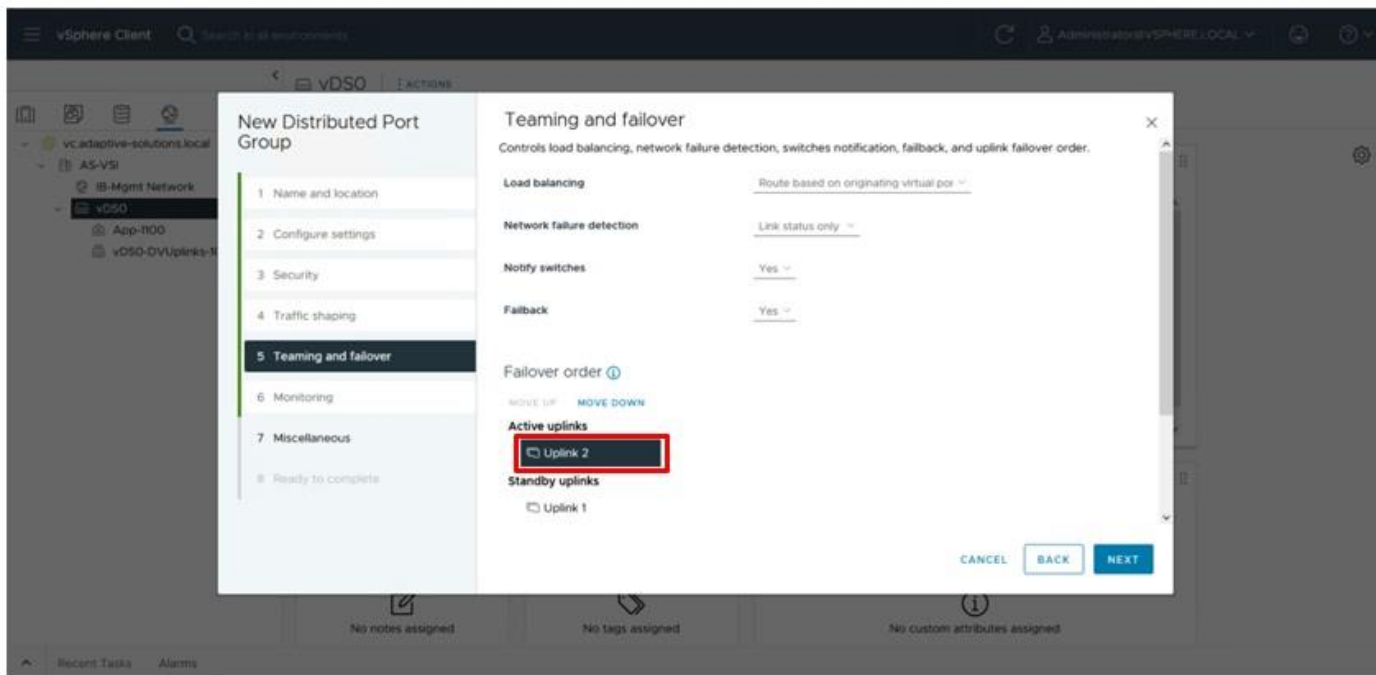 vSphere Client
Search in all environments
Administrator@VSPHERE.LOCAL
vDS0
ACTIONS
vc.adaptive-solutions.local
AS-VSI
IB-Mgmt Network
vDS0
App-1100
vDS0-DVUplinks-1
New Distributed Port
Group
1 Name and location
2 Configure settings
3 Security
4 Traffic shaping
5 Teaming and failover
6 Monitoring
7 Miscellaneous
8 Ready to complete
Teaming and failover
Controls load balancing, network failure detection, switches notification, failback, and uplink failover order.
Load balancing
Route based on originating virtual por
Network failure detection
Link status only
Notify switches
Yes
Failback
Yes
Failover order
MOVE UP MOVE DOWN
Active uplinks
Uplink 2
Standby uplinks
Uplink 1
CANCEL BACK NEXT
No notes assigned
No tags assigned
No custom attributes assigned
Recent Tasks Alarms